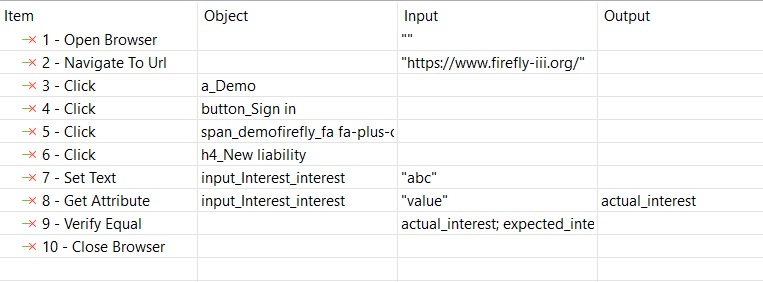 Item Object Input Output
1 - Open Browser ""
2 - Navigate To Url "https://www.firefly-iii.org/"
3 - Click a_Demo
4 - Click button_Sign in
5 - Click span_demofirefly_fa fa-plus-c
6 - Click h4_New liability
7 - Set Text input_Interest_interest "abc"
8 - Get Attribute input_Interest_interest "value" actual_interest
9 - Verify Equal actual_interest; expected_inte
10 - Close Browser